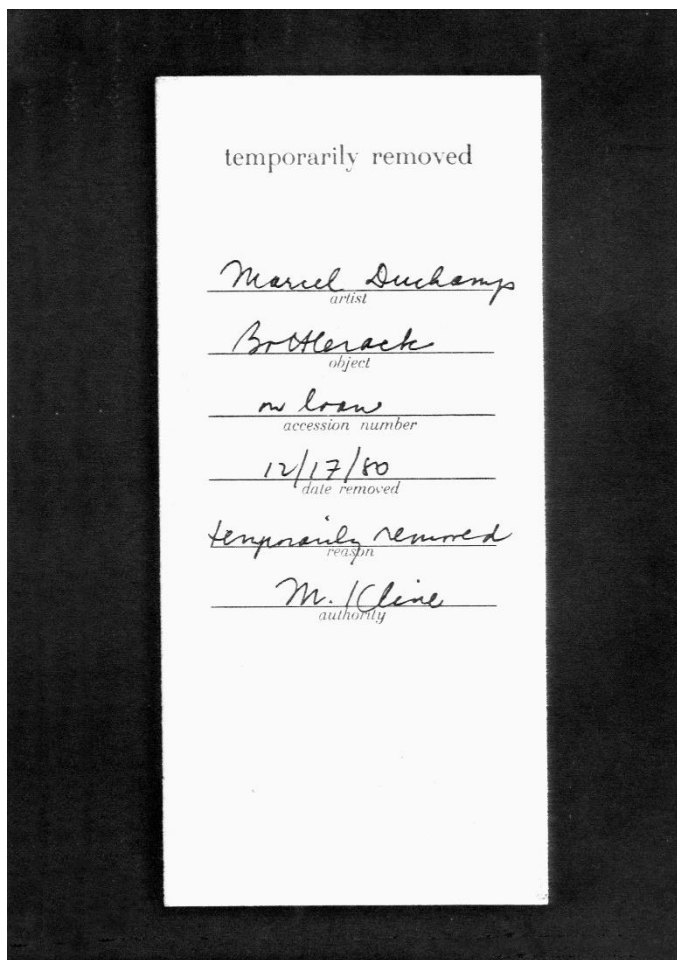 temporarily removed
Marcel Duchamp
artist
Bottlerack
object
on loan
accession number
12/17/80
date removed
temporarily removed
reason
M. Kline
authority